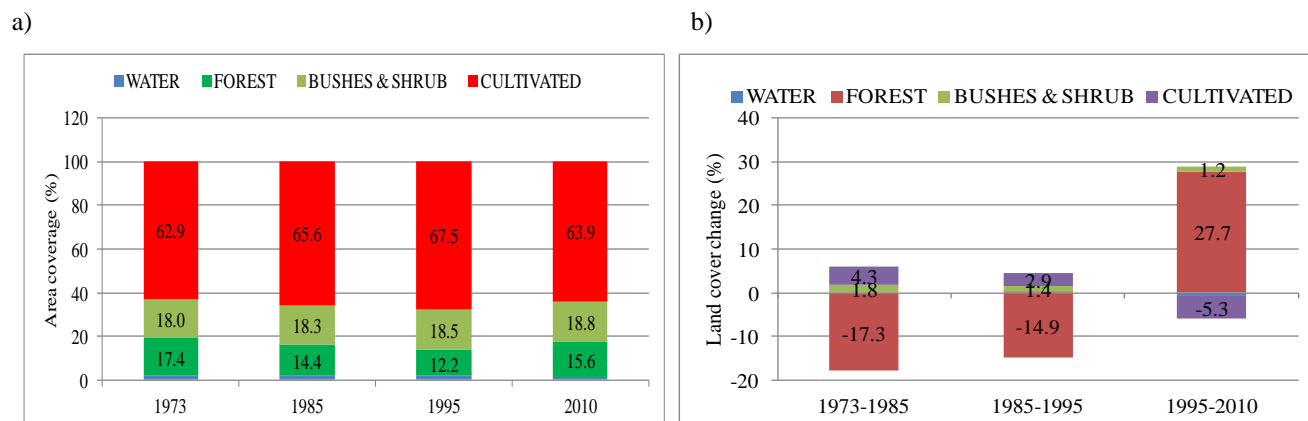 a)
WATER FOREST BUSHES & SHRUB CULTIVATED
Area coverage (%)
120
100
80
60
40
20
0
62.9 65.6 67.5 63.9
18.0 18.3 18.5 18.8
17.4 14.4 12.2 15.6
1973 1985 1995 2010
b)
WATER FOREST BUSHES & SHRUB CULTIVATED
Land cover change (%)
40
30
20
10
0
-10
-20
4.3 2.9 1.2
1.8 1.4 27.7
-17.3 -14.9 -5.3
1973-1985 1985-1995 1995-2010